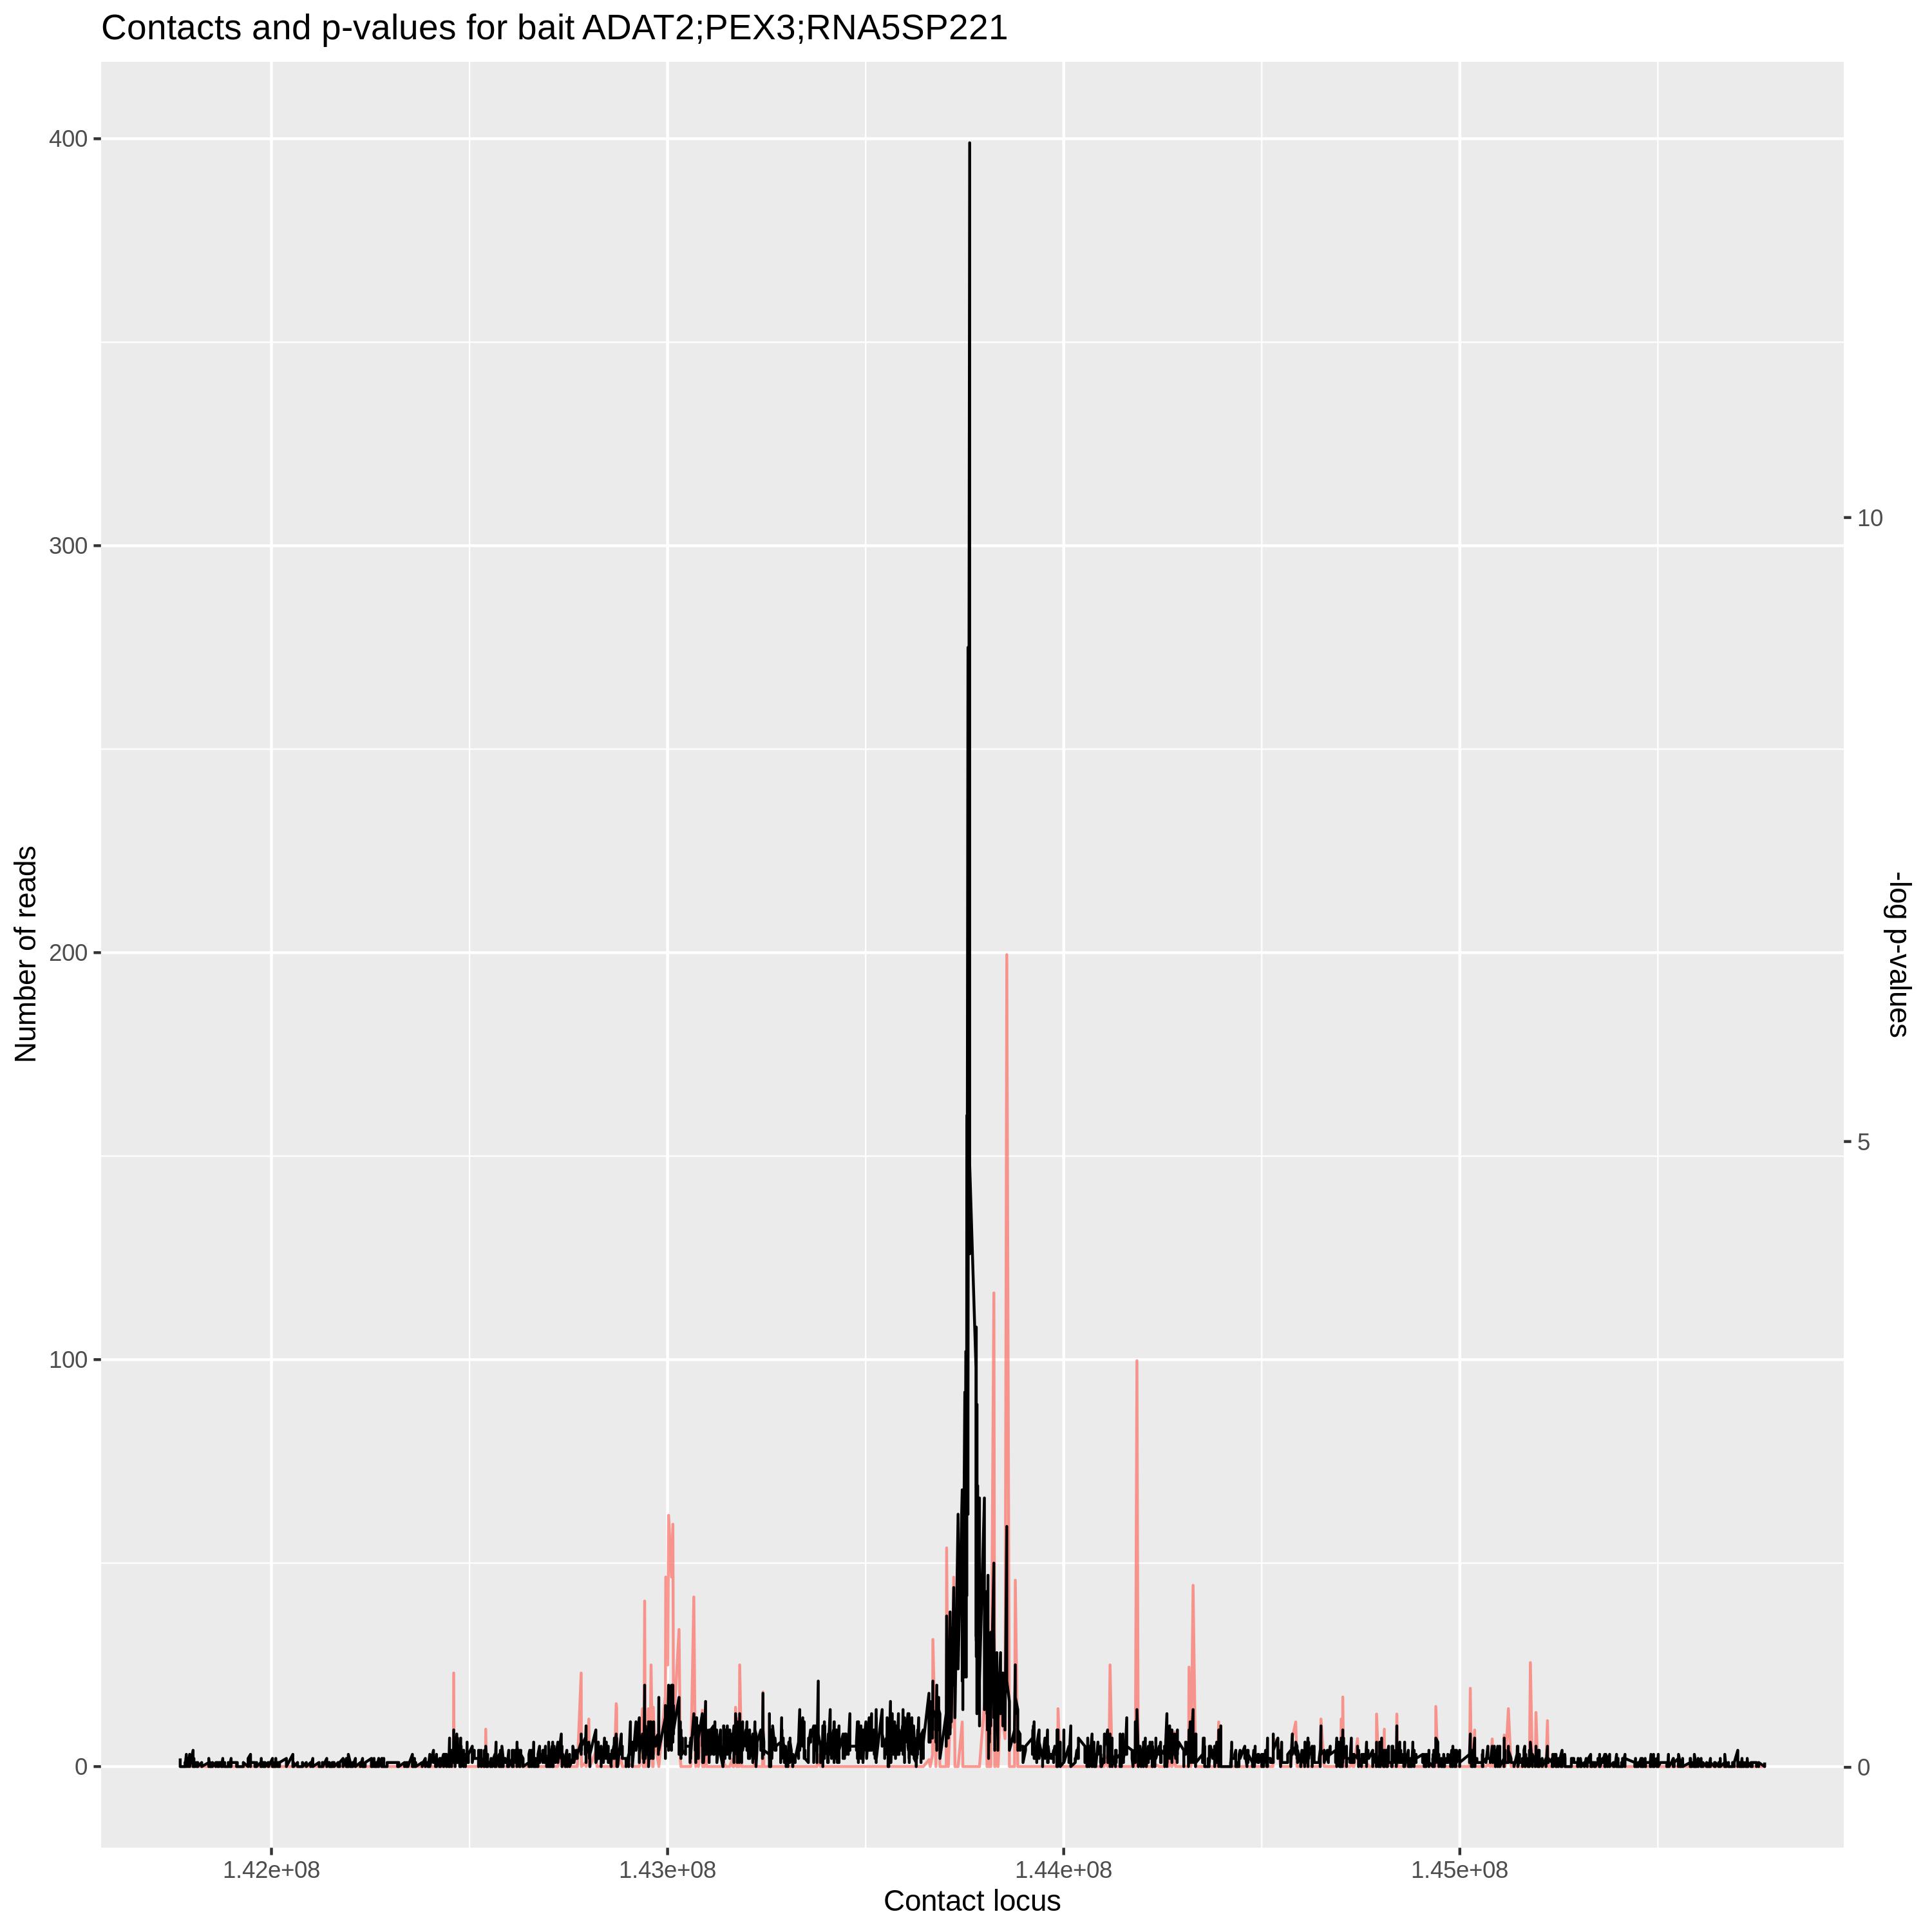 Contacts and p-values for bait ADAT2;PEX3;RNA5SP221
400
300
200
100
0
Number of reads
10
5
0
-log p-values
1.42e+08
1.43e+08
1.44e+08
1.45e+08
Contact locus